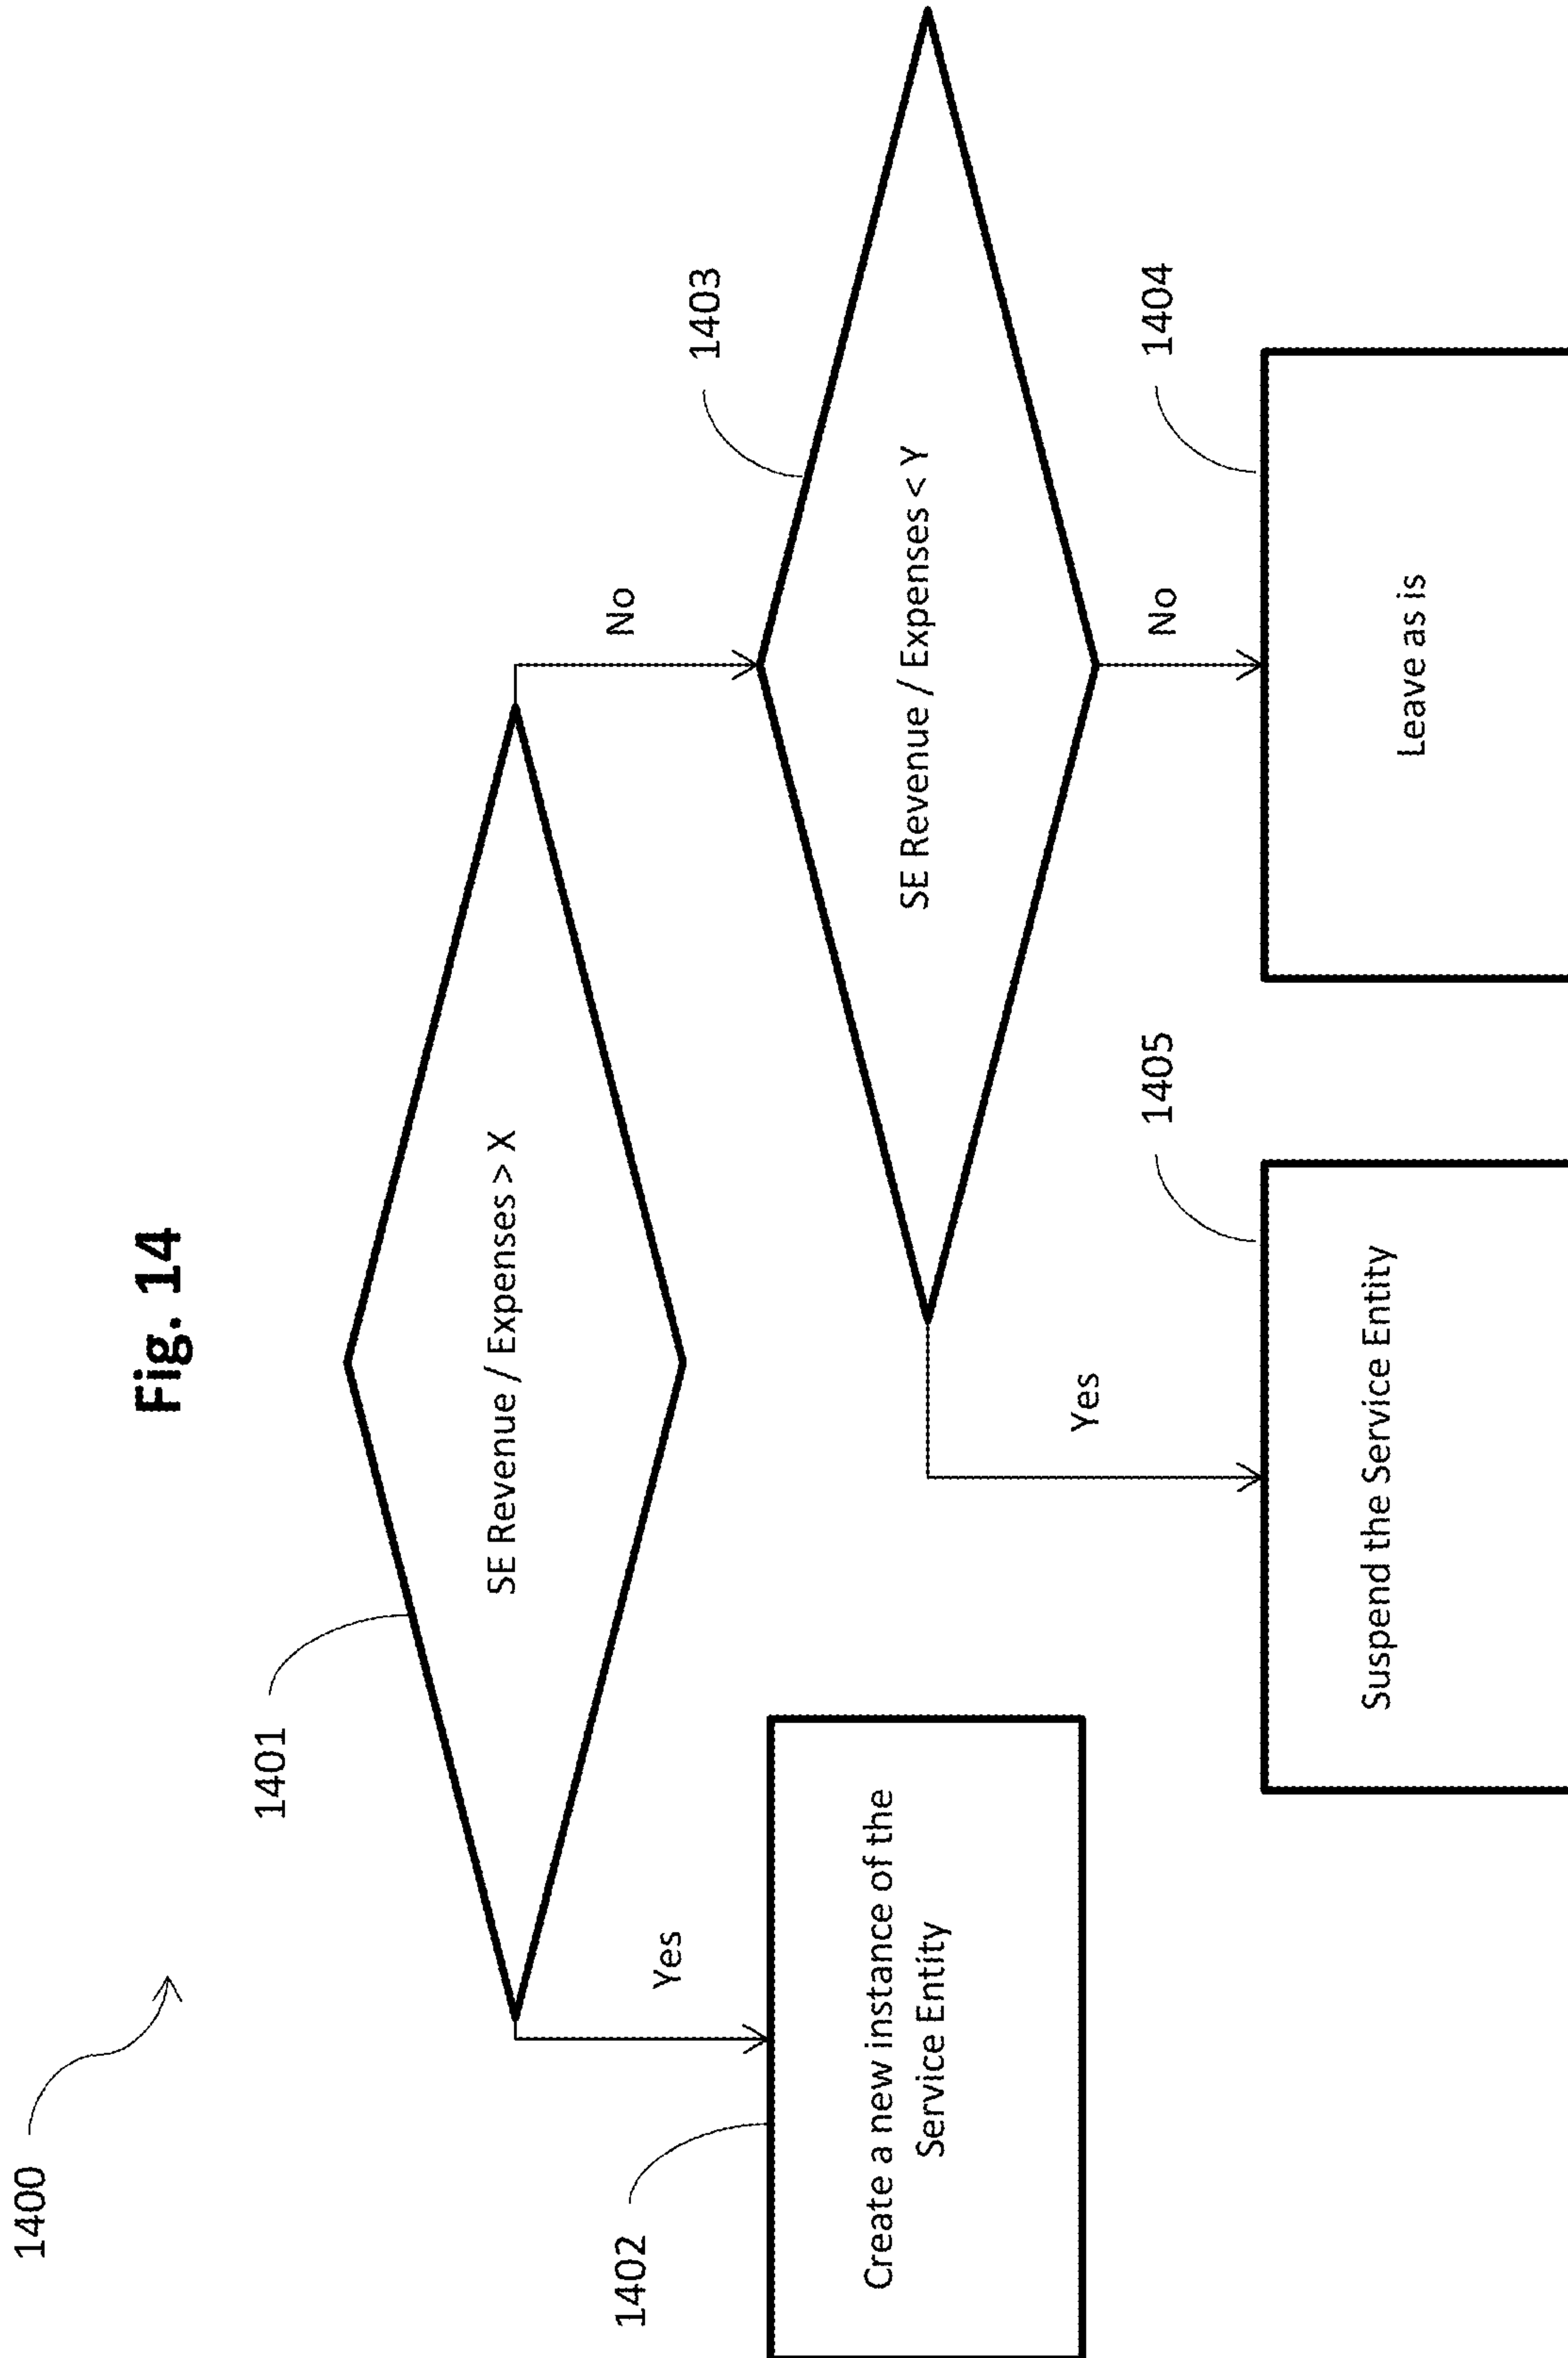 Fig. 14
1400
1401
SE Revenue / Expenses > X
Yes
No
1402
Create a new instance of the
Service Entity
1403
SE Revenue / Expenses < Y
Yes
No
1405
Suspend the Service Entity
1404
Leave as is